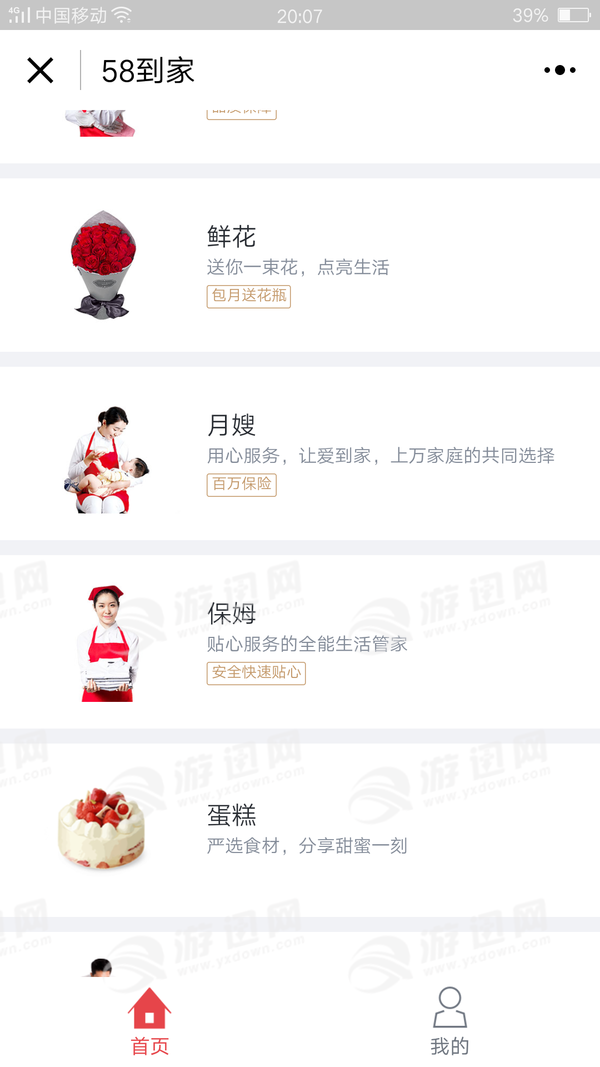 4G 中国移动 20:07 39%
58到家
品质保障
鲜花
送你一束花，点亮生活
包月送花瓶
月嫂
用心服务，让爱到家，上万家庭的共同选择
百万保险
保姆
贴心服务的全能生活管家
安全快速贴心
蛋糕
严选食材，分享甜蜜一刻
游迅网
www.yxdown.com
首页
我的